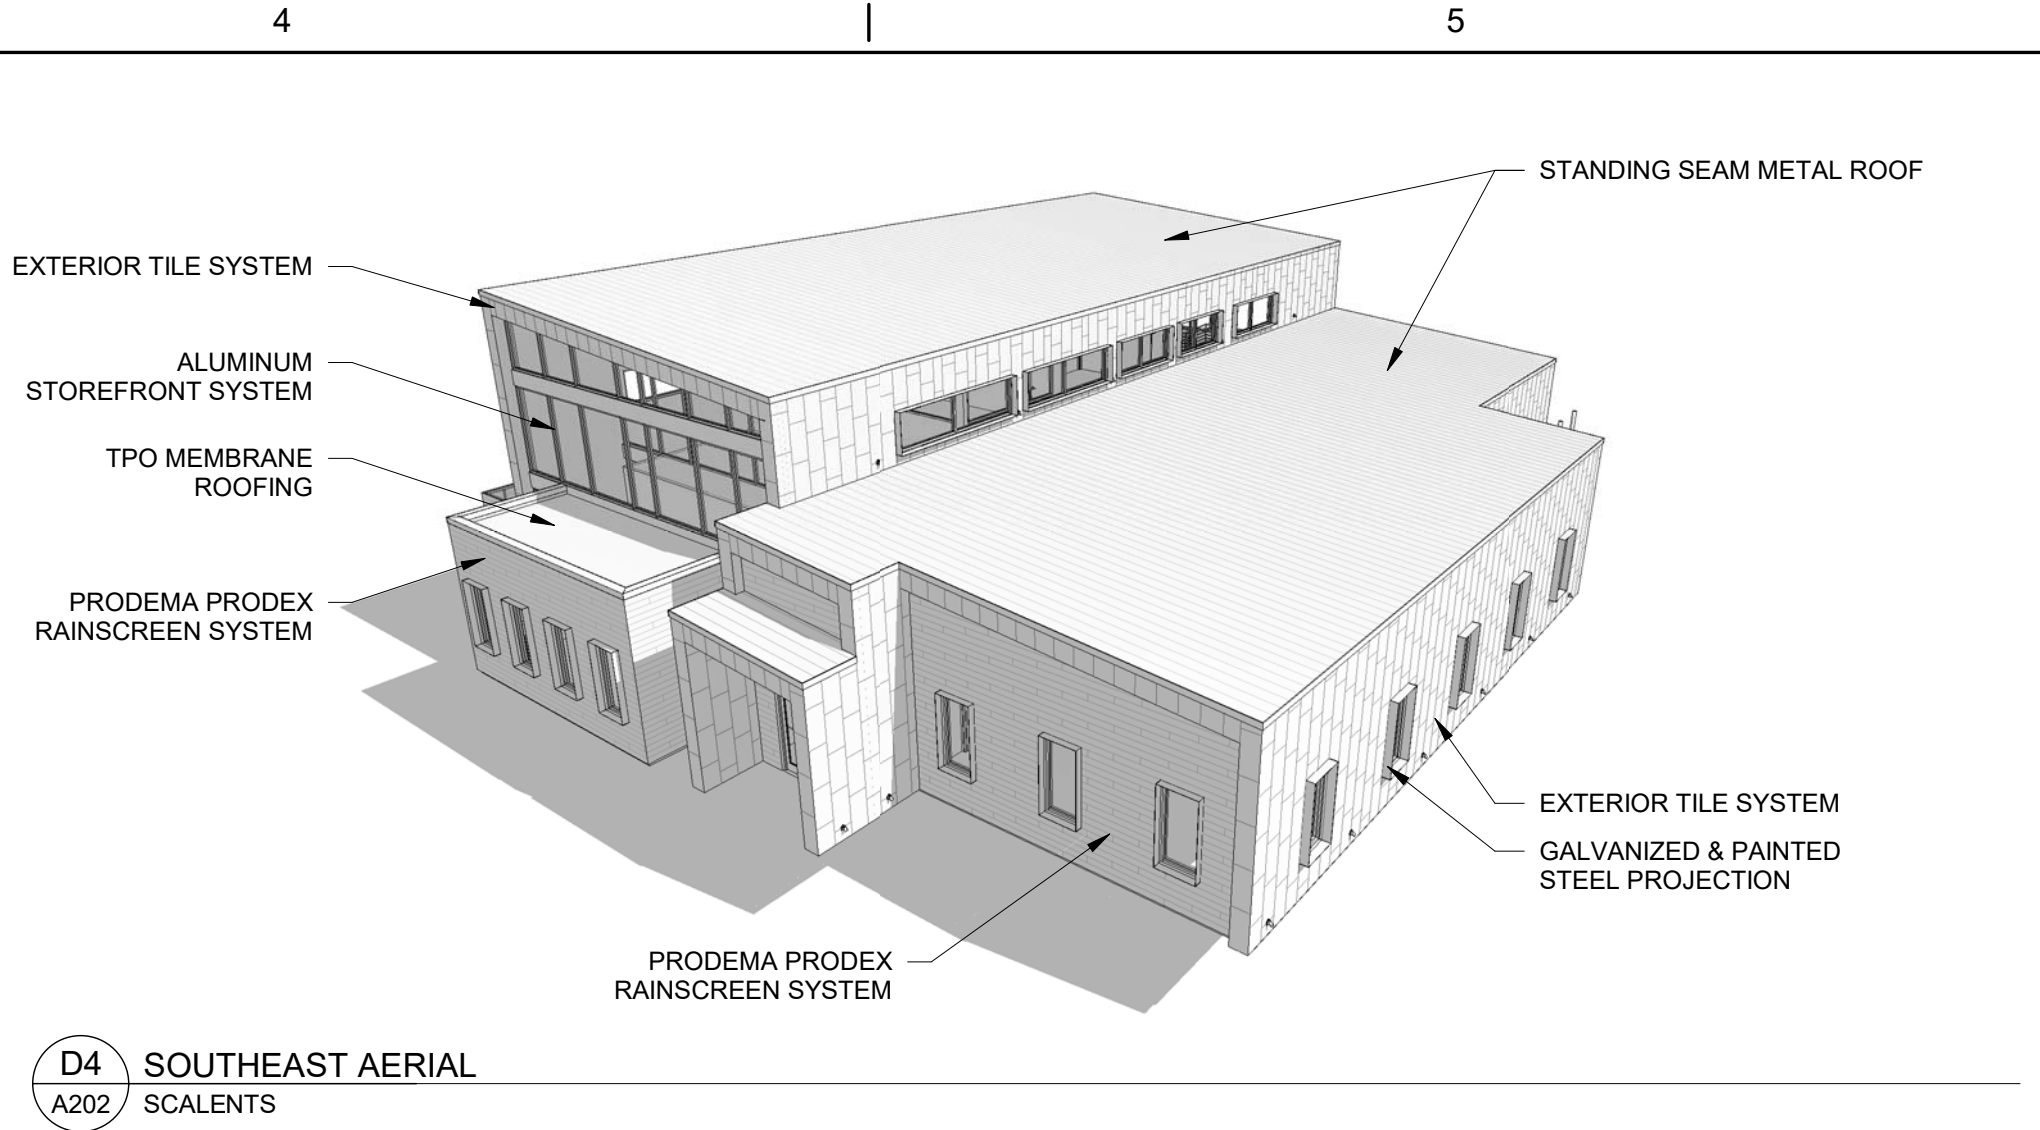 4
5
STANDING SEAM METAL ROOF
EXTERIOR TILE SYSTEM
ALUMINUM
STOREFRONT SYSTEM
TPO MEMBRANE
ROOFING
PRODEMA PRODEX
RAINSCREEN SYSTEM
EXTERIOR TILE SYSTEM
GALVANIZED & PAINTED
STEEL PROJECTION
PRODEMA PRODEX
RAINSCREEN SYSTEM
D4
SOUTHEAST AERIAL
A202
SCALENTS